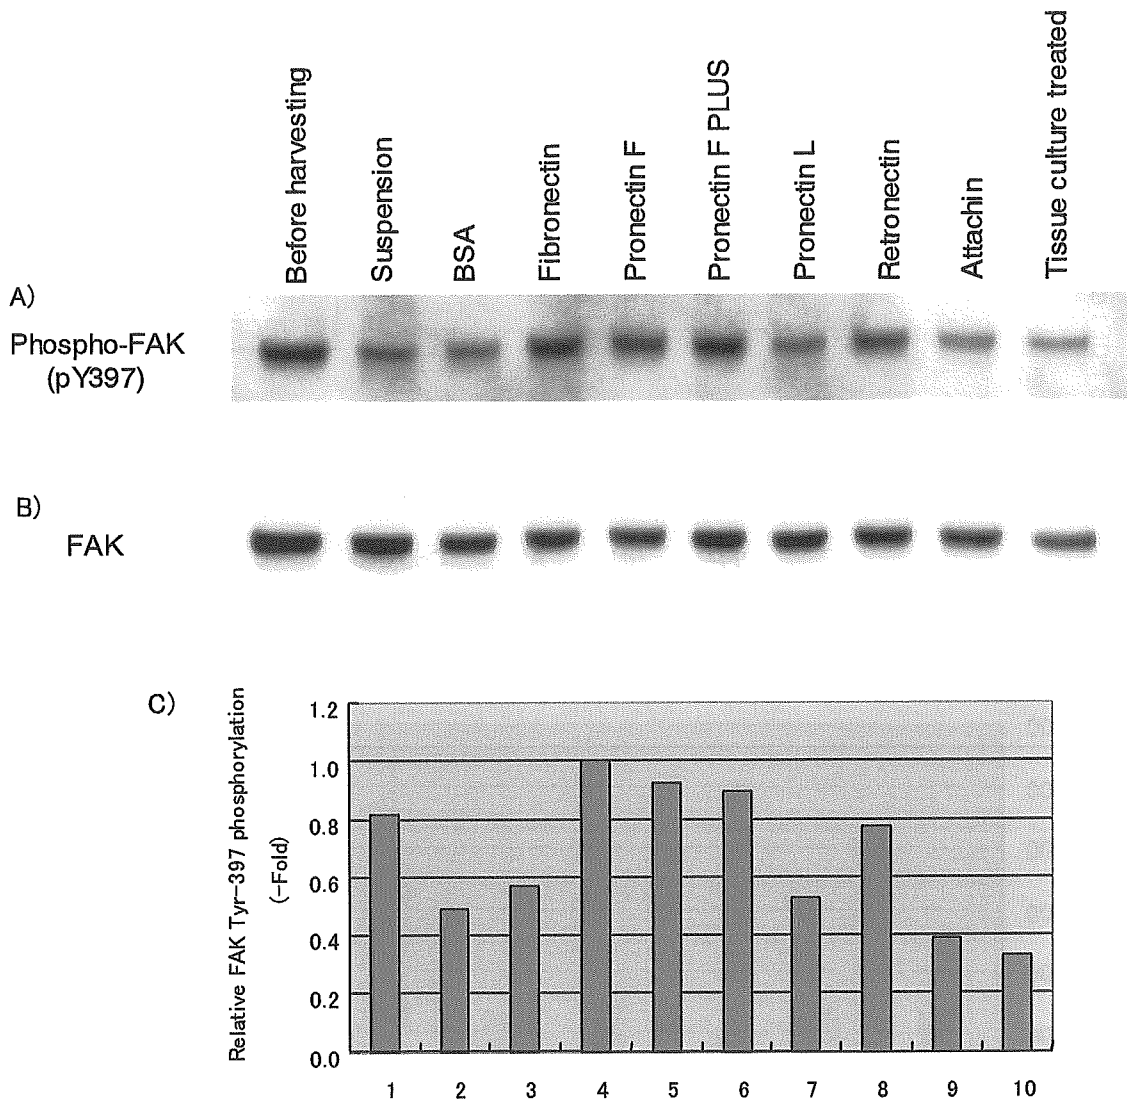 Before harvesting
Suspension
BSA
Fibronectin
Pronectin F
Pronectin F PLUS
Pronectin L
Retronectin
Attachin
Tissue culture treated
A)
Phospho-FAK
(pY397)
B)
FAK
C)
Relative FAK Tyr-397 phosphorylation
(-Fold)
1.2
1.0
0.8
0.6
0.4
0.2
0.0
1 2 3 4 5 6 7 8 9 10